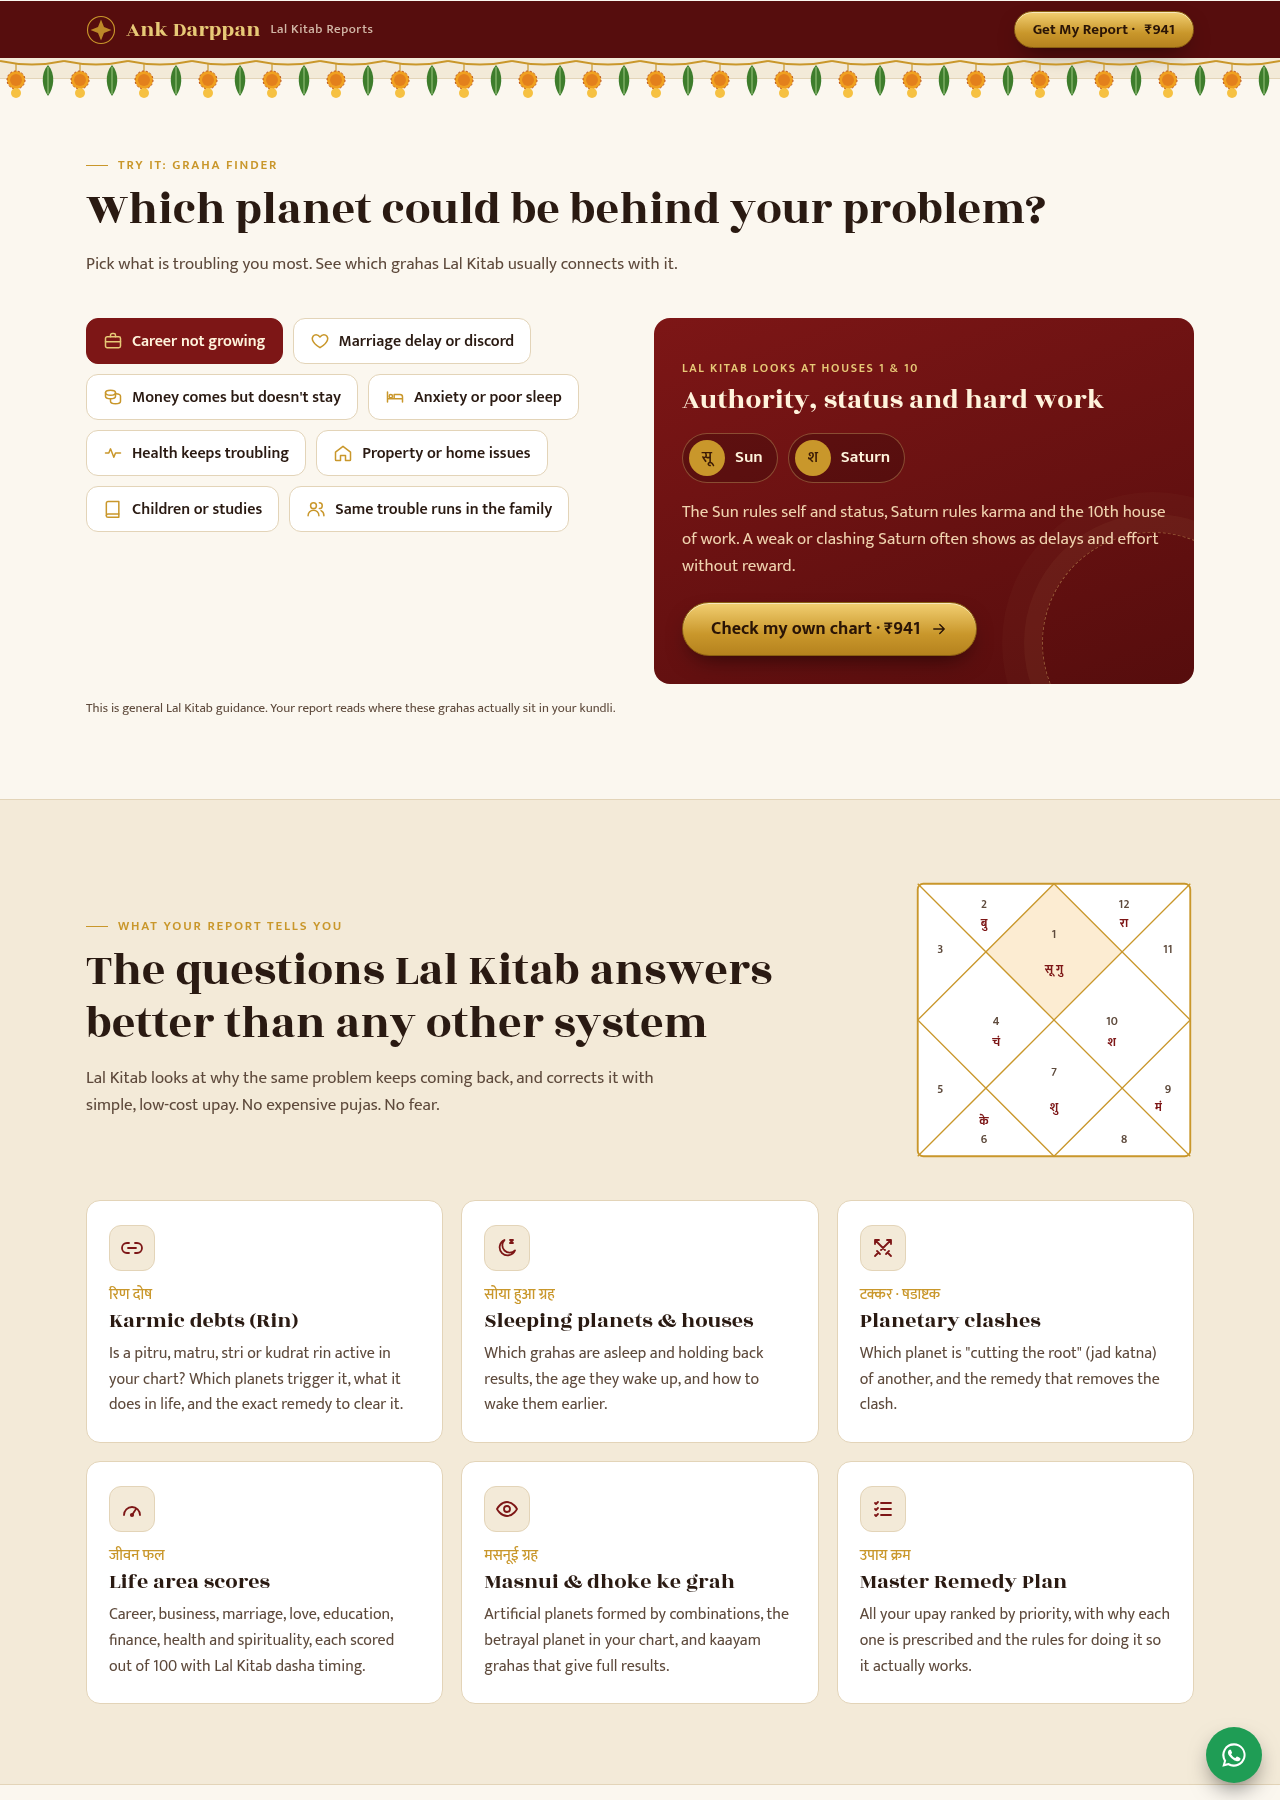 Ank Darppan
Lal Kitab Reports
Get My Report · ₹941
TRY IT: GRAHA FINDER
Which planet could be behind your problem?
Pick what is troubling you most. See which grahas Lal Kitab usually connects with it.
Career not growing
Marriage delay or discord
Money comes but doesn't stay
Anxiety or poor sleep
Health keeps troubling
Property or home issues
Children or studies
Same trouble runs in the family
LAL KITAB LOOKS AT HOUSES 1 & 10
Authority, status and hard work
सू Sun
श Saturn
The Sun rules self and status, Saturn rules karma and the 10th house
of work. A weak or clashing Saturn often shows as delays and effort
without reward.
Check my own chart · ₹941 →
This is general Lal Kitab guidance. Your report reads where these grahas actually sit in your kundli.
WHAT YOUR REPORT TELLS YOU
The questions Lal Kitab answers
better than any other system
Lal Kitab looks at why the same problem keeps coming back, and corrects it with
simple, low-cost upay. No expensive pujas. No fear.
2
12
बु
रा
1
3
11
सू गु
4
10
चं
श
7
5
9
शु
मं
के
6
8
रिण दोष
Karmic debts (Rin)
Is a pitru, matru, stri or kudrat rin active in
your chart? Which planets trigger it, what it
does in life, and the exact remedy to clear it.
सोया हुआ ग्रह
Sleeping planets & houses
Which grahas are asleep and holding back
results, the age they wake up, and how to
wake them earlier.
टक्कर · षडाष्टक
Planetary clashes
Which planet is "cutting the root" (jad katna)
of another, and the remedy that removes the
clash.
जीवन फल
Life area scores
Career, business, marriage, love, education,
finance, health and spirituality, each scored
out of 100 with Lal Kitab dasha timing.
मसनूई ग्रह
Masnui & dhoke ke grah
Artificial planets formed by combinations, the
betrayal planet in your chart, and kaayam
grahas that give full results.
उपाय क्रम
Master Remedy Plan
All your upay ranked by priority, with why each
one is prescribed and the rules for doing it so
it actually works.